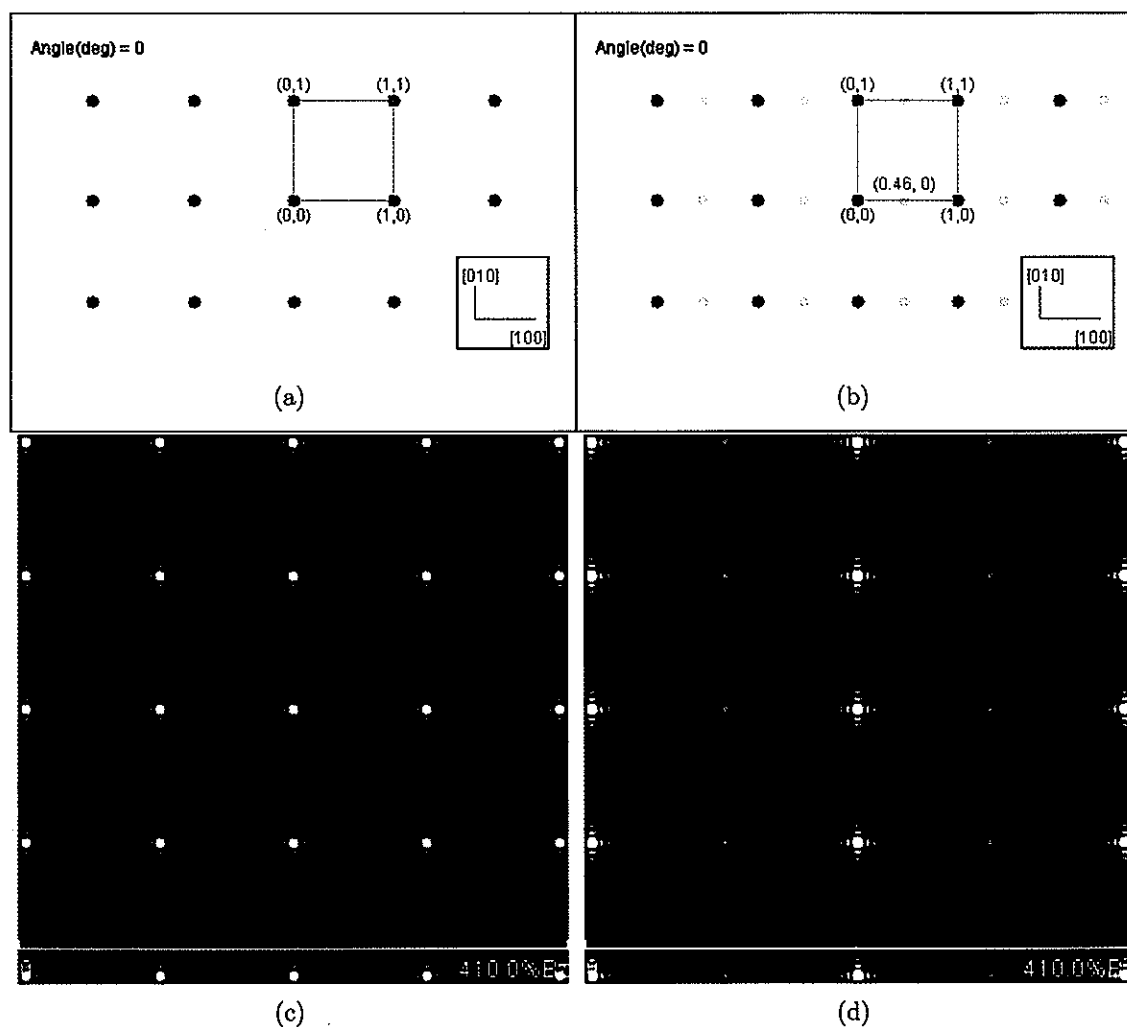 Angle(deg) = 0
(0,1)
(1,1)
(0,0)
(1,0)
[010]
[100]
(a)
Angle(deg) = 0
(0,1)
(1,1)
(0.46, 0)
(0,0)
(1,0)
[010]
[100]
(b)
410.0%
(c)
410.0%
(d)